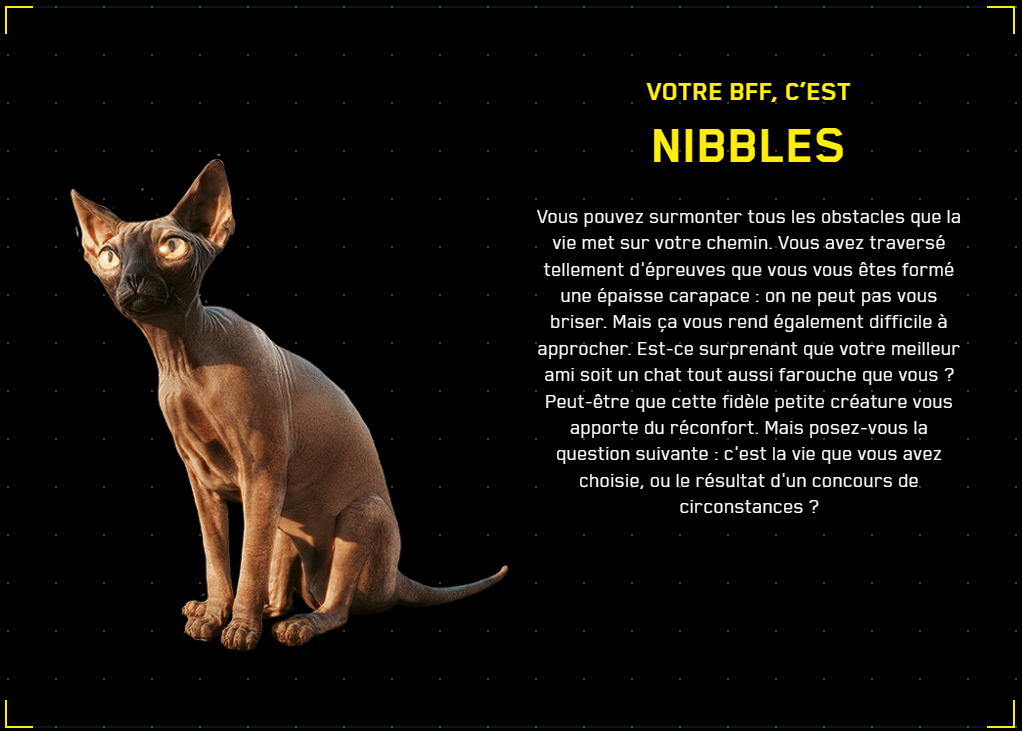 VOTRE BFF, C'EST
NIBBLES
Vous pouvez surmonter tous les obstacles que la
vie met sur votre chemin. Vous avez traversé
tellement d'épreuves que vous vous êtes formé
une épaisse carapace : on ne peut pas vous
briser. Mais ça vous rend également difficile à
approcher. Est-ce surprenant que votre meilleur
ami soit un chat tout aussi farouche que vous ?
Peut-être que cette fidèle petite créature vous
apporte du réconfort. Mais posez-vous la
question suivante : c'est la vie que vous avez
choisie, ou le résultat d'un concours de
circonstances ?